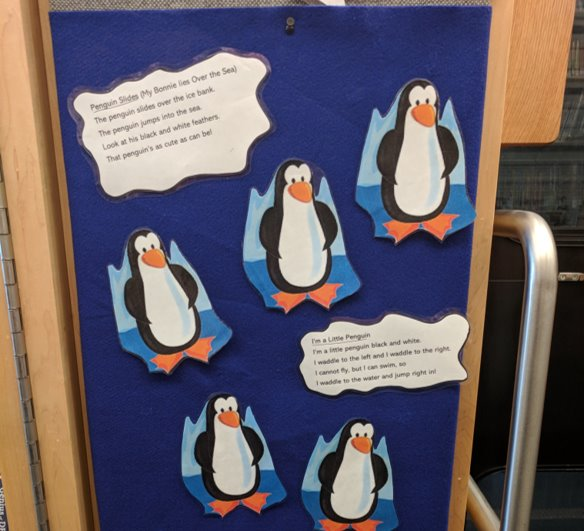 Penguin Slides (My Bonnie lies Over the Sea)
The penguin slides over the ice bank.
The penguin jumps into the sea.
Look at his black and white feathers.
That penguin's as cute as can be!
I'm a Little Penguin
I'm a little penguin black and white.
I waddle to the left and I waddle to the right.
I cannot fly, but I can swim, so
I waddle to the water and jump right in!